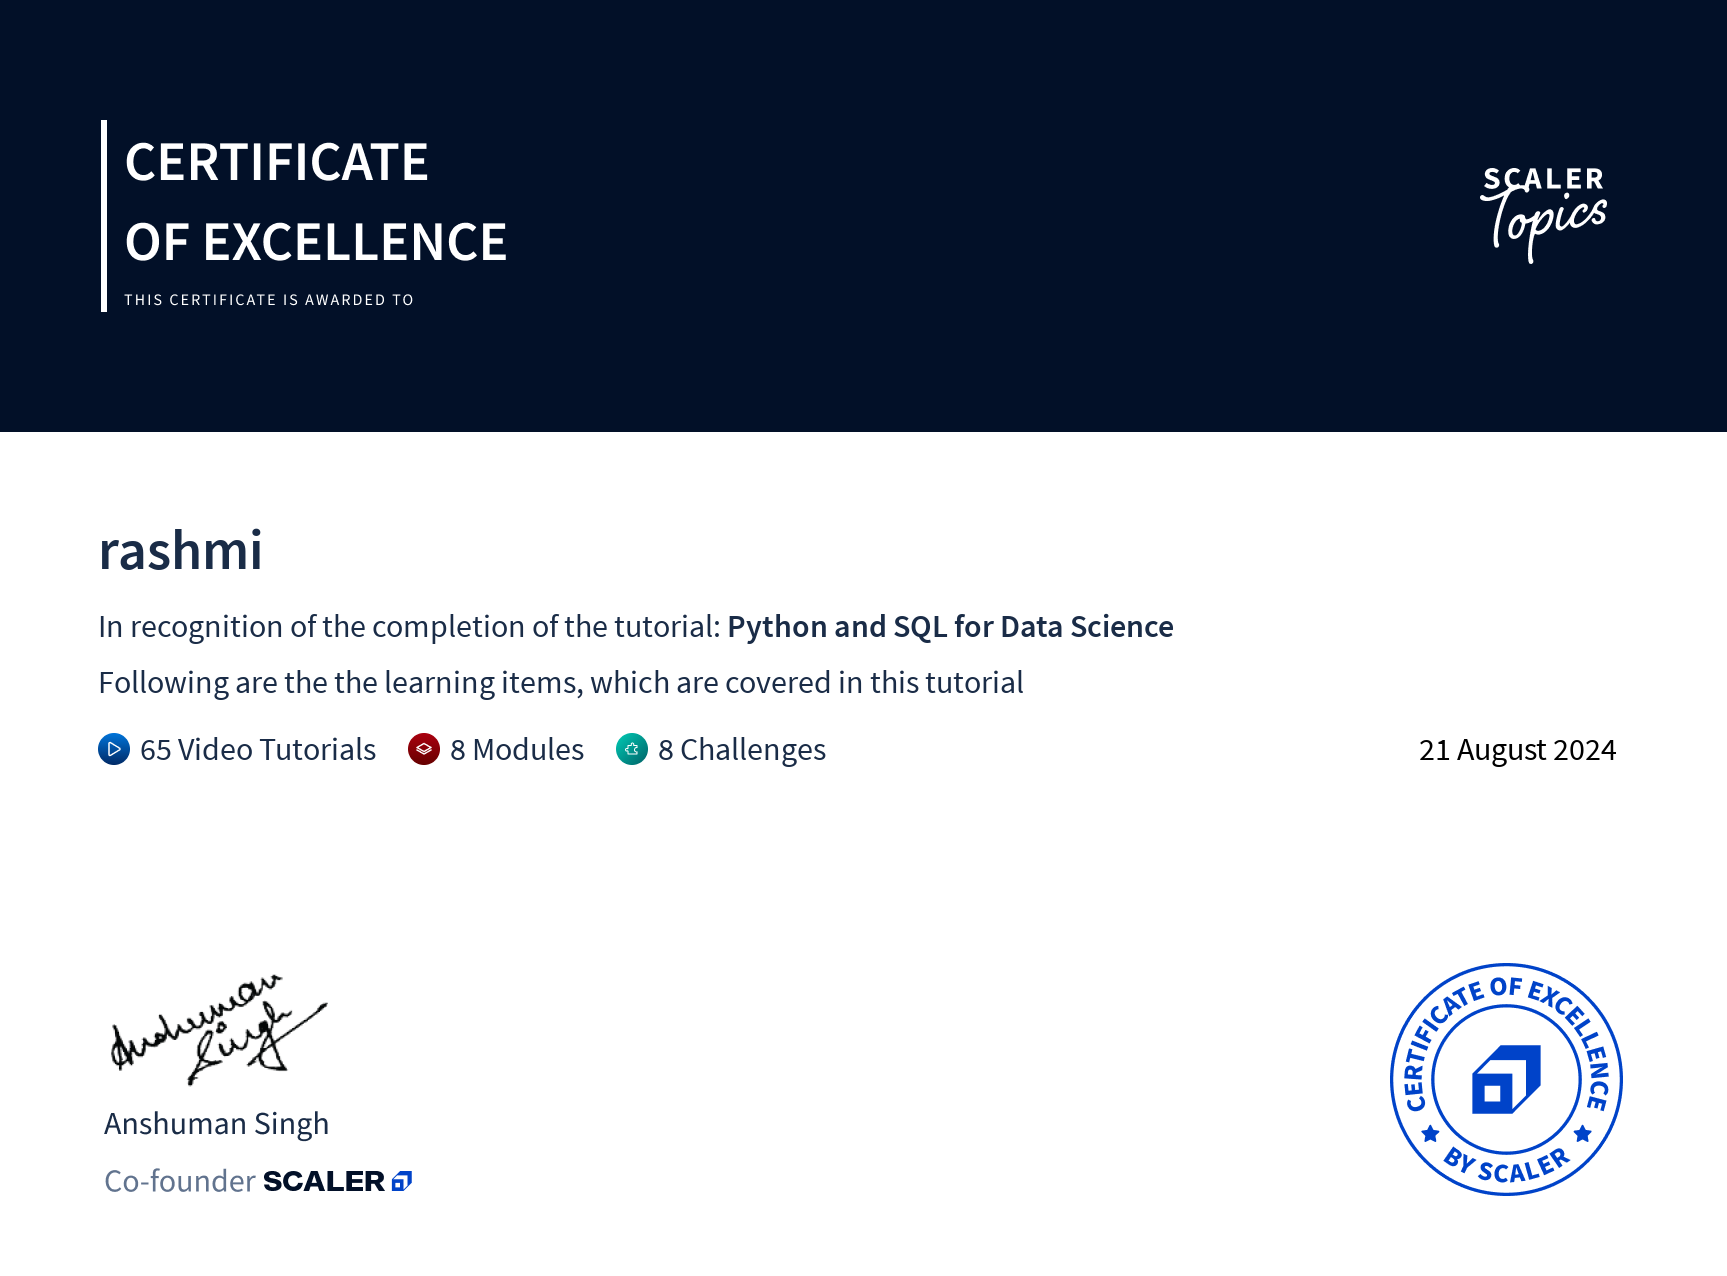 CERTIFICATE
OF EXCELLENCE
THIS CERTIFICATE IS AWARDED TO
SCALER
Topics
rashmi
In recognition of the completion of the tutorial: Python and SQL for Data Science
Following are the the learning items, which are covered in this tutorial
65 Video Tutorials 8 Modules 8 Challenges 21 August 2024
Anshuman
Singh
Anshuman Singh
Co-founder SCALER
CERTIFICATE OF EXCELLENCE
BY SCALER